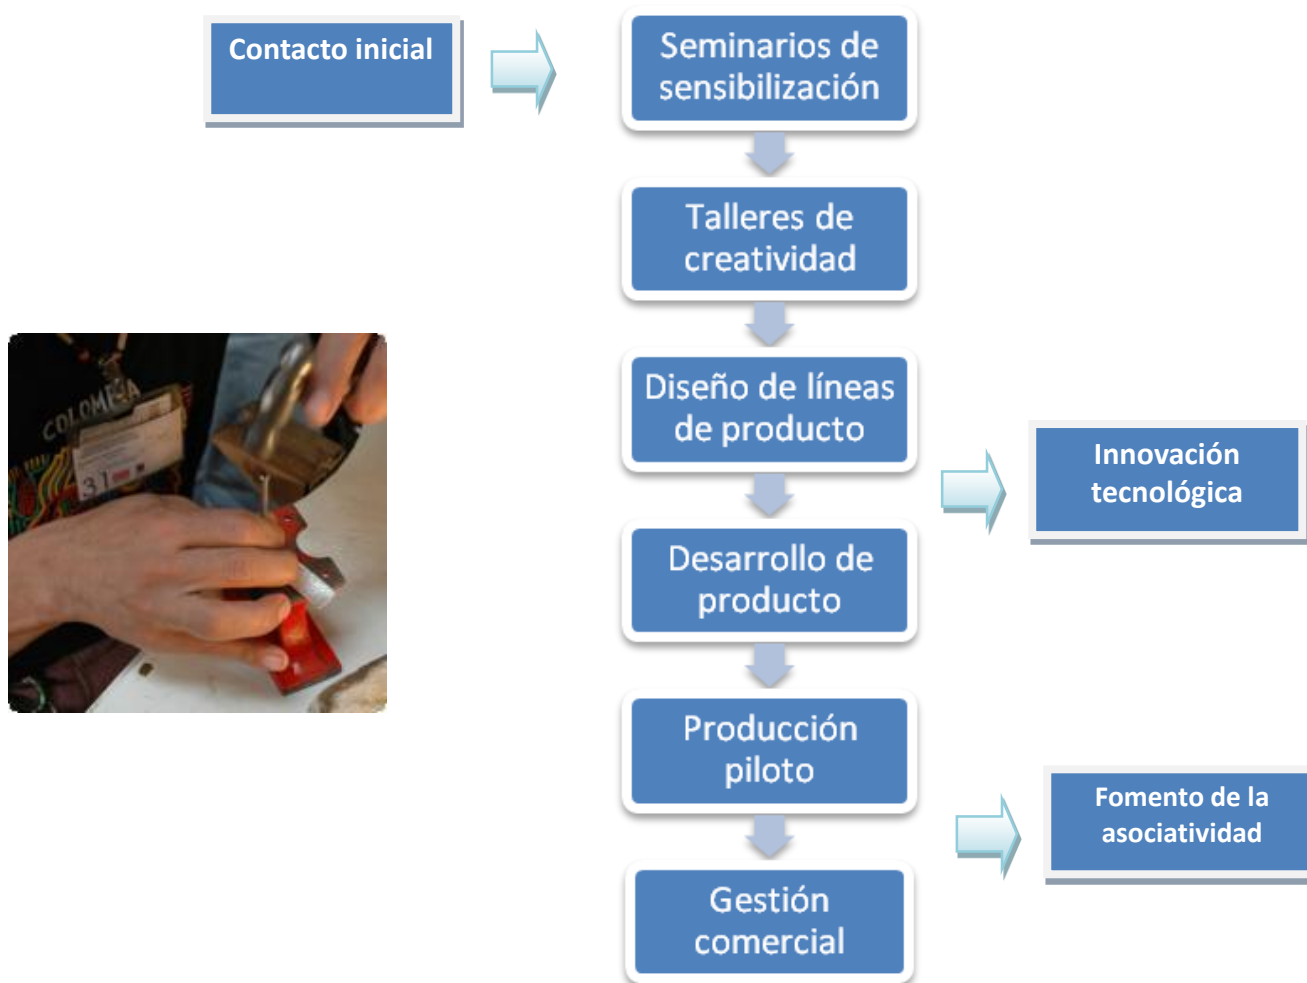 Contacto inicial
Seminarios de
sensibilización
Talleres de
creatividad
Diseño de líneas
de producto
Innovación
tecnológica
Desarrollo de
producto
Producción
piloto
Fomento de la
asociatividad
Gestión
comercial
COLOMBIA
31